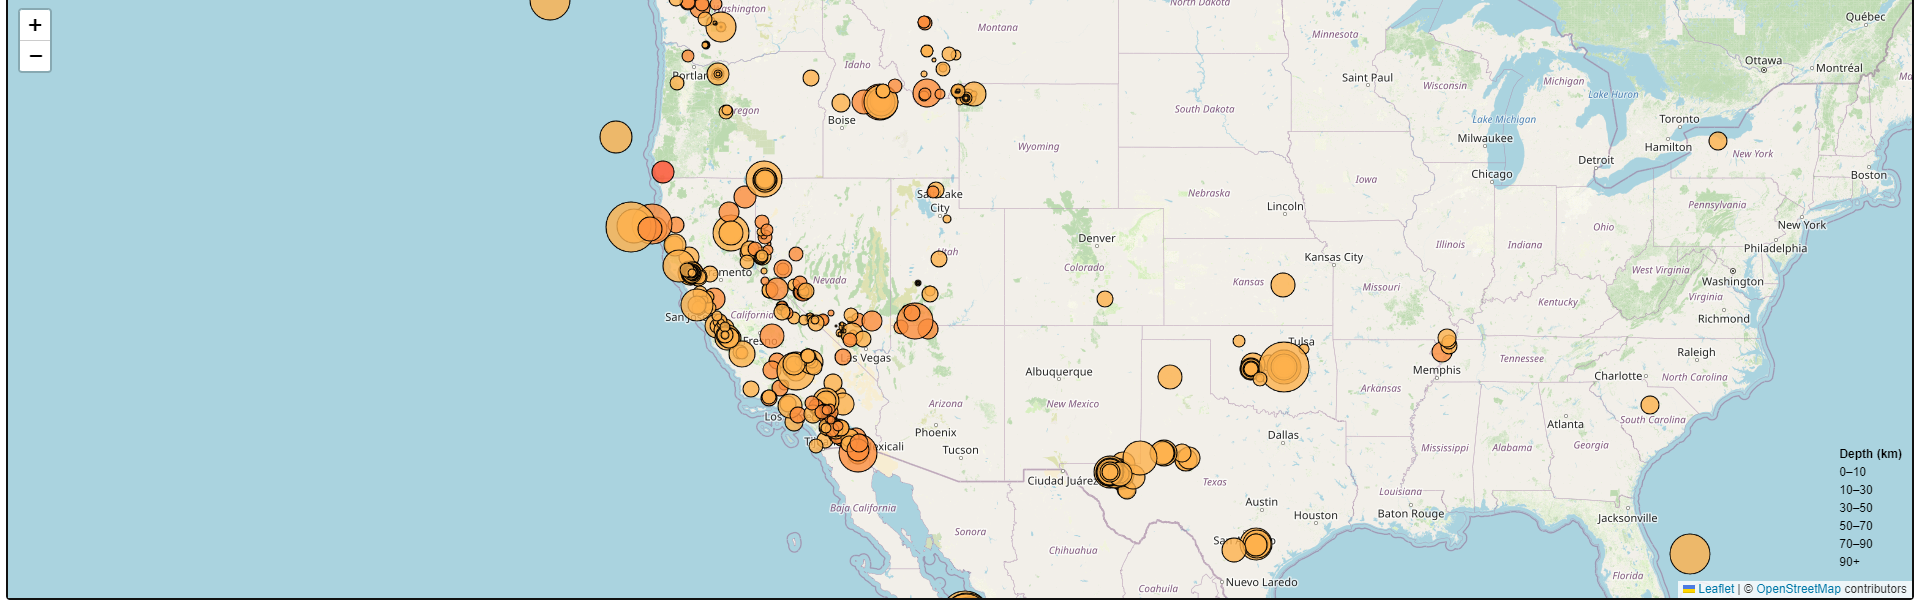 +
−
North Dakota
Washington
Montana
Minnesota
Québec
Ottawa
Montréal
Portlan
Idaho
Saint Paul
Wisconsin
Michigan
Lake Huron
Oregon
Boise
South Dakota
Lake Michigan
Toronto
Wyoming
Milwaukee
Hamilton
New York
Detroit
Chicago
Boston
Iowa
Nebraska
Salt Lake
City
Lincoln
Pennsylvania
New York
Ohio
Denver
Illinois
Indiana
Philadelphia
Utah
Kansas City
Colorado
West Virginia
mento
Nevada
Kansas
Missouri
Washington
Virginia
Kentucky
San J
California
Richmond
Fresno
Tulsa
Las Vegas
Raleigh
Tennessee
Albuquerque
Memphis
Charlotte
North Carolina
Arkansas
Arizona
New Mexico
Los
South Carolina
Atlanta
Phoenix
Dallas
exicali
Tucson
Mississippi
Alabama
Georgia
Depth (km)
0–10
Ciudad Juárez
Texas
10–30
Louisiana
Austin
30–50
Baja California
Houston
Baton Rouge
Jacksonville
50–70
Sonora
San
70–90
Chihuahua
90+
Florida
Nuevo Laredo
Coahuila
Leaflet | © OpenStreetMap contributors